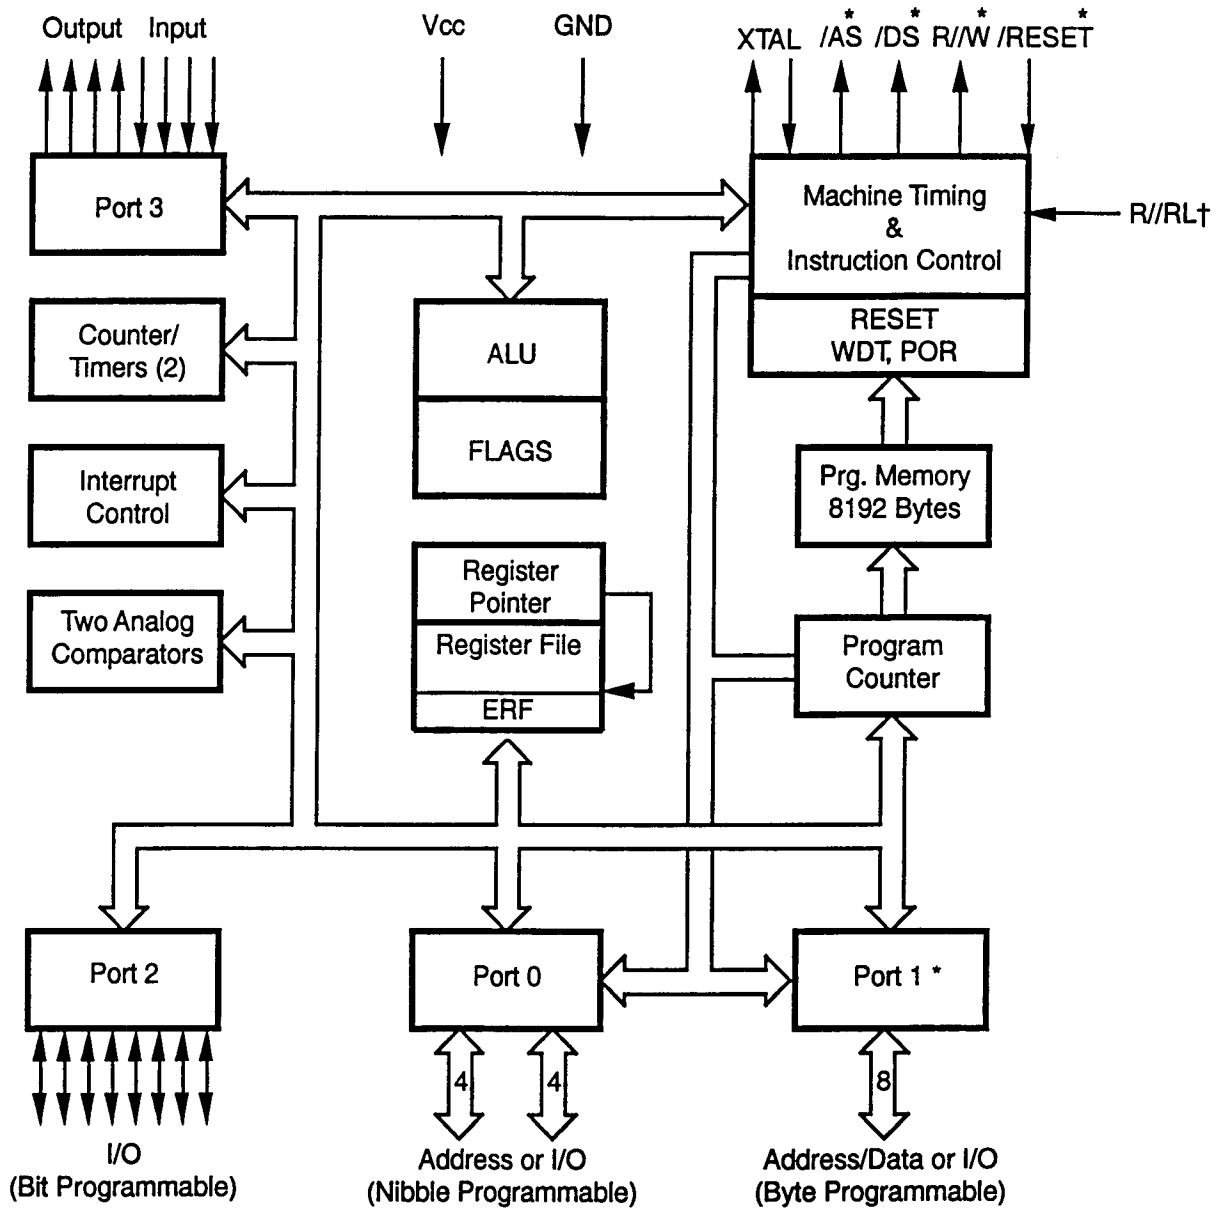 Output Input
Vcc
GND
* * * *
XTAL /AS /DS R//W /RESET
Port 3
Machine Timing
&
Instruction Control
R//RL†
RESET
WDT, POR
Counter/
Timers (2)
ALU
FLAGS
Interrupt
Control
Prg. Memory
8192 Bytes
Two Analog
Comparators
Register
Pointer
Register File
ERF
Program
Counter
Port 2
Port 0
Port 1 *
4 4
8
I/O
(Bit Programmable)
Address or I/O
(Nibble Programmable)
Address/Data or I/O
(Byte Programmable)